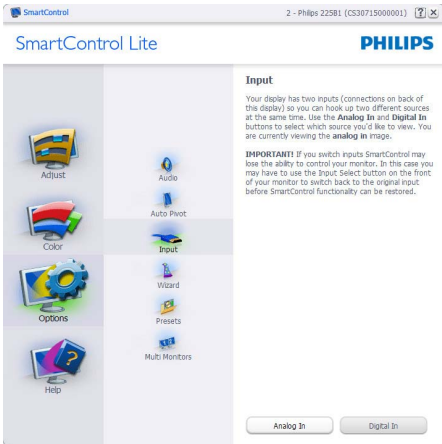 SmartControl
2 - Philips 225B1 (CS30715000001)
SmartControl Lite
PHILIPS
Adjust
Color
Options
Help
Audio
Auto Pivot
Input
Wizard
Presets
Multi Monitors
Input
Your display has two inputs (connections on back of
this display) so you can hook up two different sources
at the same time. Use the Analog In and Digital In
buttons to select which source you'd like to view. You
are currently viewing the analog in image.
IMPORTANT! If you switch inputs SmartControl may
lose the ability to control your monitor. In this case you
may have to use the Input Select button on the front
of your monitor to switch back to the original input
before SmartControl functionality can be restored.
Analog In
Digital In